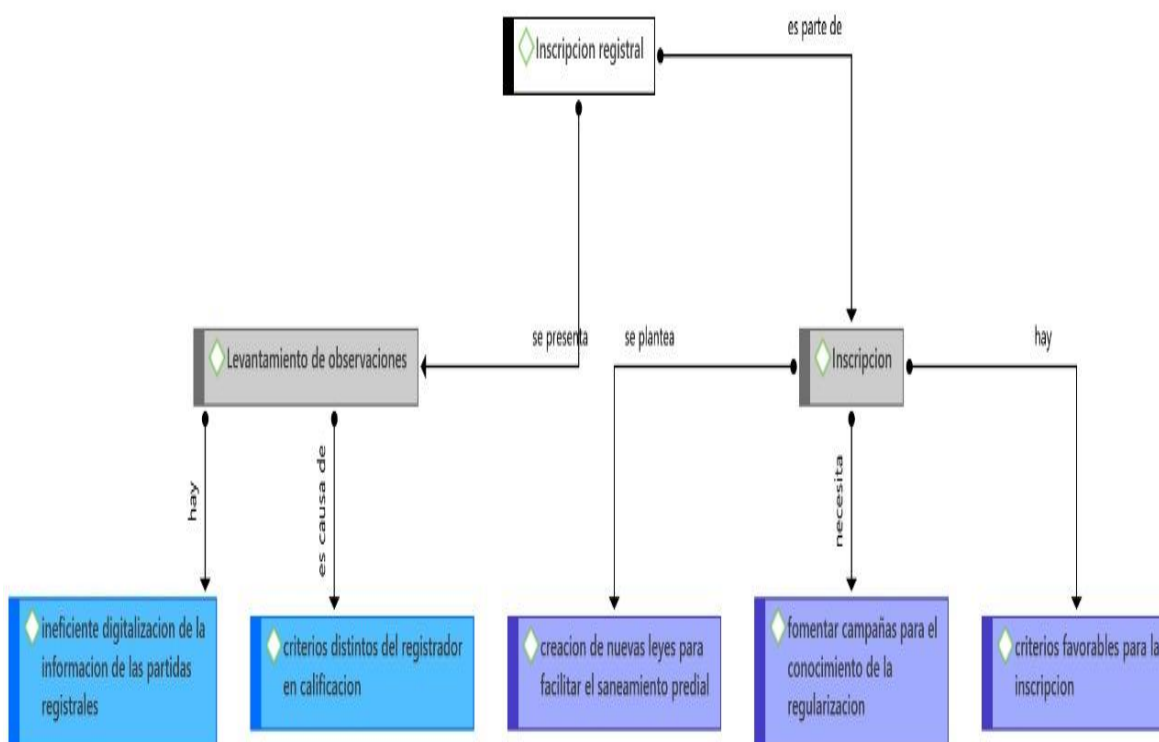 Inscripcion registral
es parte de
Levantamiento de observaciones
se presenta
se plantea
Inscripcion
hay
hay
es causa de
necesita
ineficiente digitalizacion de la
informacion de las partidas
registrales
criterios distintos del registrador
en calificacion
creacion de nuevas leyes para
facilitar el saneamiento predial
fomentar campañas para el
conocimiento de la
regularizacion
criterios favorables para la
inscripcion